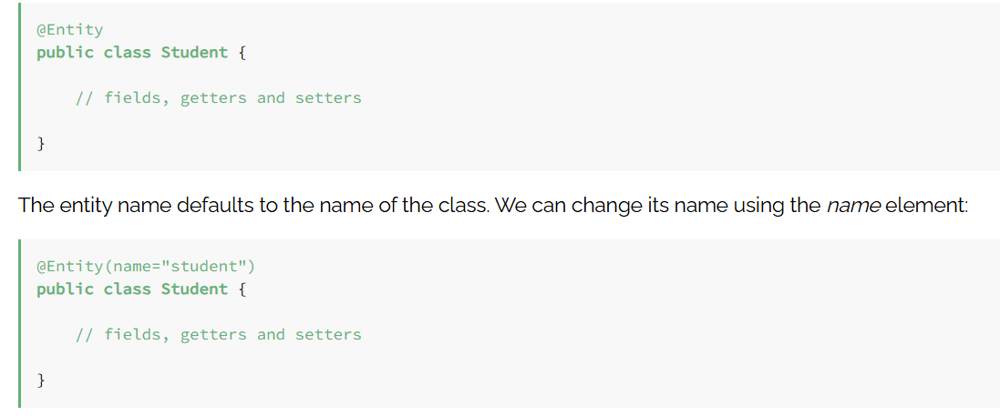 @Entity
public class Student {
// fields, getters and setters
}
The entity name defaults to the name of the class. We can change its name using the name element:
@Entity(name="student")
public class Student {
// fields, getters and setters
}